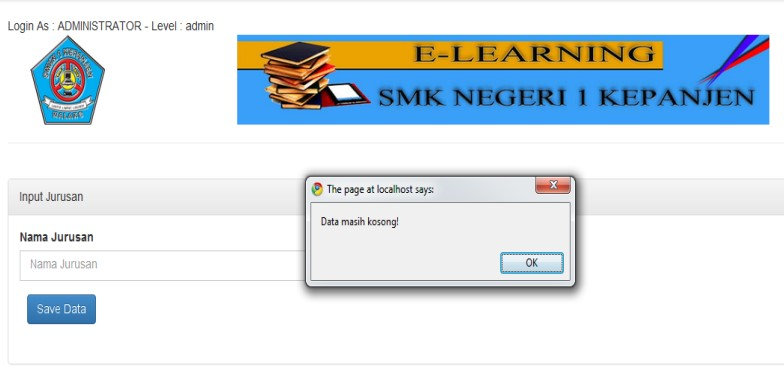 Login As : ADMINISTRATOR - Level : admin
E-LEARNING
SMK NEGERI 1 KEPANJEN
MALANG
Input Jurusan
The page at localhost says:
Data masih kosong!
OK
Nama Jurusan
Nama Jurusan
Save Data